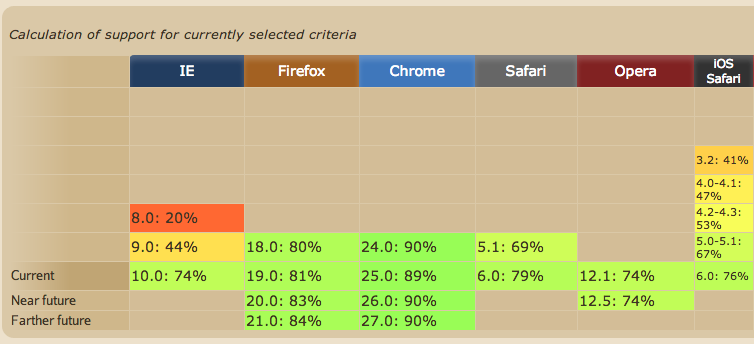 Calculation of support for currently selected criteria
IE Firefox Chrome Safari Opera iOS Safari
3.2: 41%
4.0-4.1: 47%
8.0: 20% 4.2-4.3: 53%
9.0: 44% 18.0: 80% 24.0: 90% 5.1: 69% 5.0-5.1: 67%
Current 10.0: 74% 19.0: 81% 25.0: 89% 6.0: 79% 12.1: 74% 6.0: 76%
Near future 20.0: 83% 26.0: 90% 12.5: 74%
Farther future 21.0: 84% 27.0: 90%